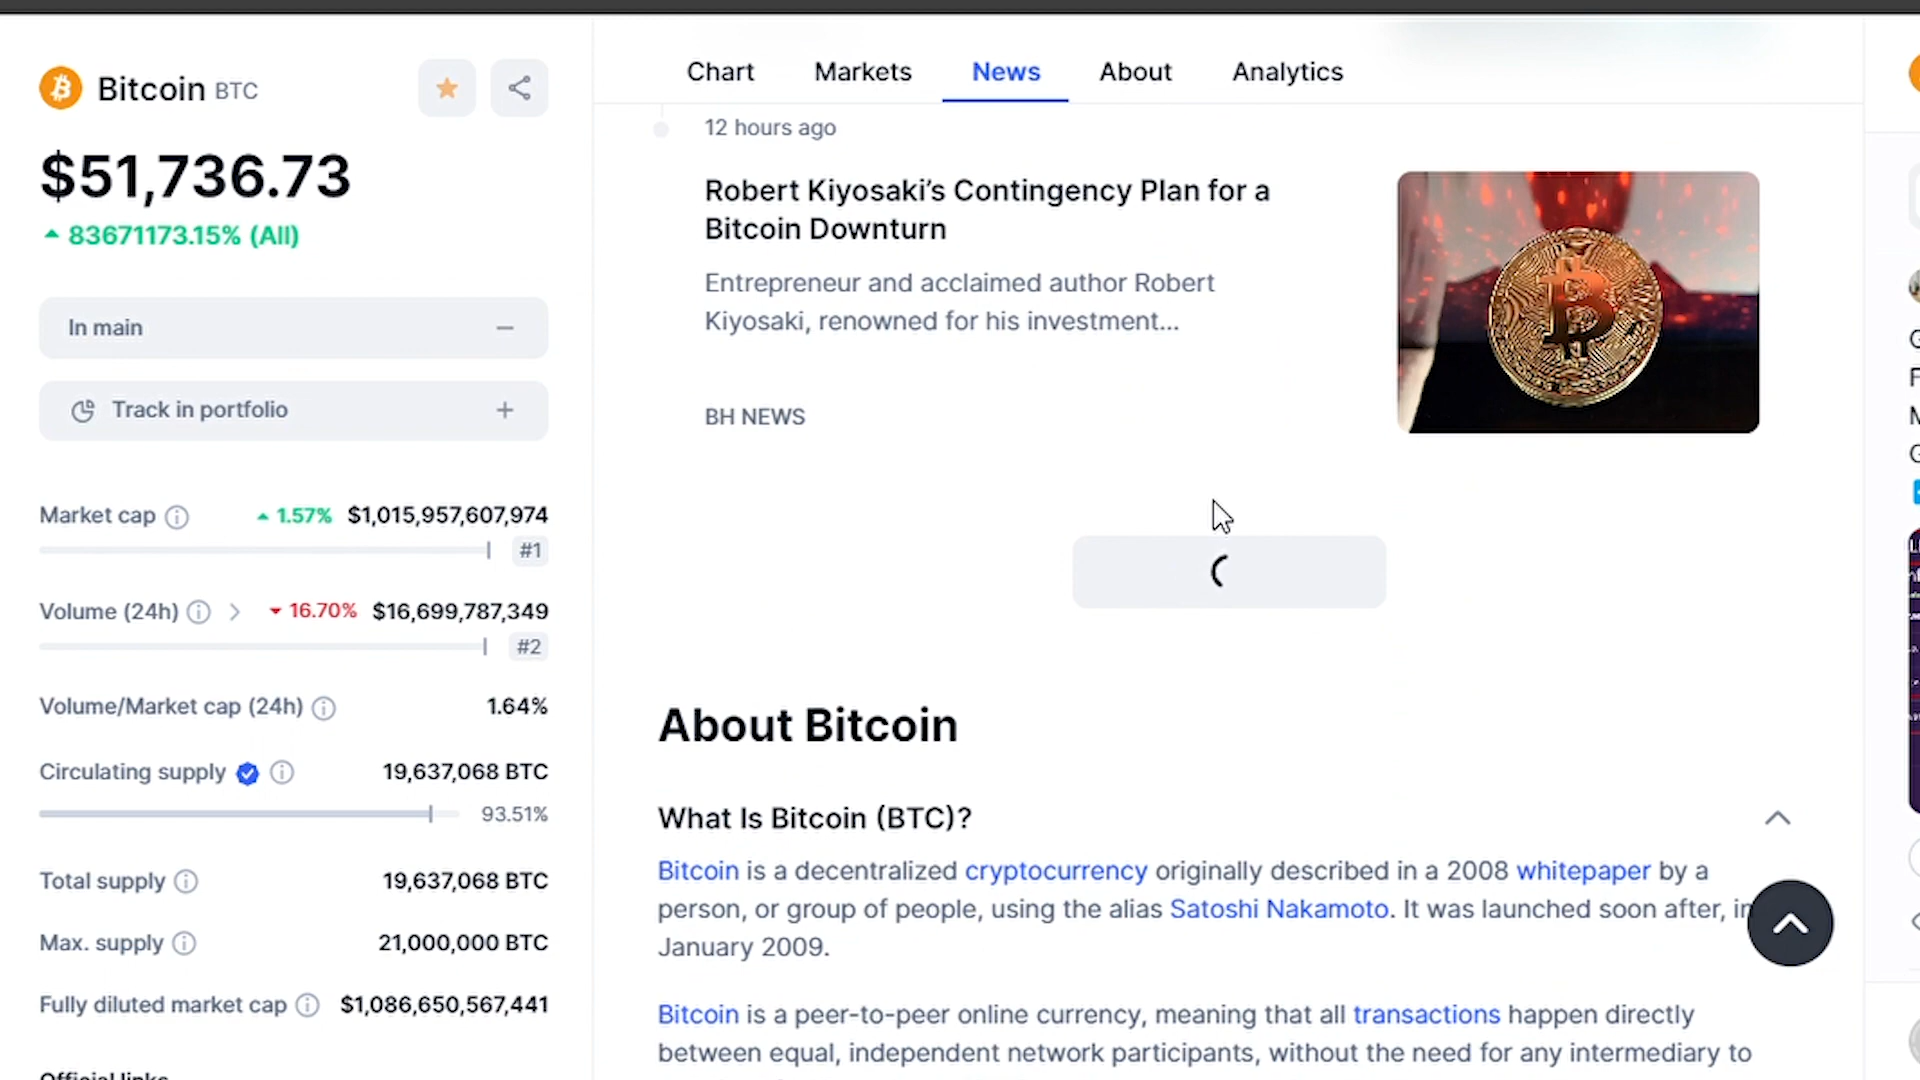 Bitcoin BTC
$51,736.73
83671173.15% (All)
In main
Track in portfolio
Market cap 1.57% $1,015,957,607,974
#1
Volume (24h) 16.70% $16,699,787,349
#2
Volume/Market cap (24h) 1.64%
Circulating supply 19,637,068 BTC
93.51%
Total supply 19,637,068 BTC
Max. supply 21,000,000 BTC
Fully diluted market cap $1,086,650,567,441
Official links
Chart Markets News About Analytics
12 hours ago
Robert Kiyosaki’s Contingency Plan for a
Bitcoin Downturn
Entrepreneur and acclaimed author Robert
Kiyosaki, renowned for his investment...
BH NEWS
About Bitcoin
What Is Bitcoin (BTC)?
Bitcoin is a decentralized cryptocurrency originally described in a 2008 whitepaper by a
person, or group of people, using the alias Satoshi Nakamoto. It was launched soon after, in
January 2009.
Bitcoin is a peer-to-peer online currency, meaning that all transactions happen directly
between equal, independent network participants, without the need for any intermediary to